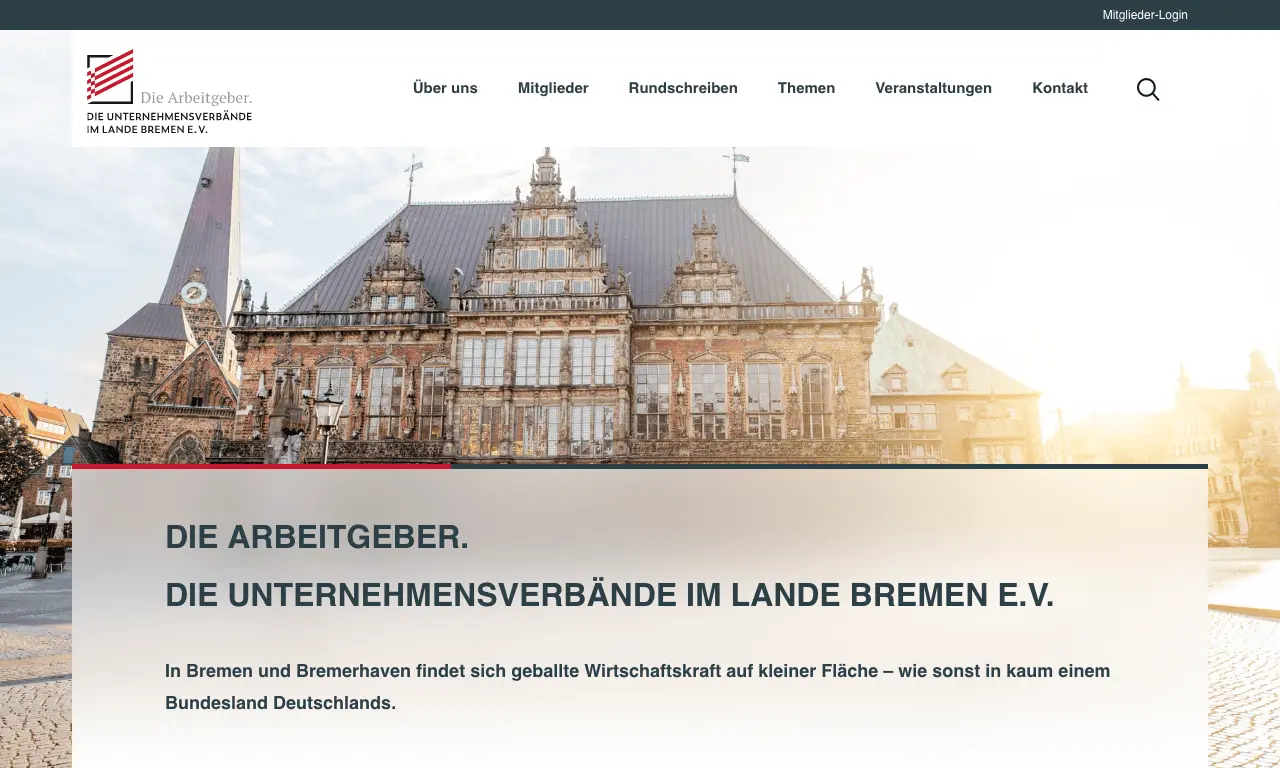 Mitglieder-Login
Die Arbeitgeber.
DIE UNTERNEHMENSVERBÄNDE
IM LANDE BREMEN E.V.
Über uns
Mitglieder
Rundschreiben
Themen
Veranstaltungen
Kontakt
DIE ARBEITGEBER.
DIE UNTERNEHMENSVERBÄNDE IM LANDE BREMEN E.V.
In Bremen und Bremerhaven findet sich geballte Wirtschaftskraft auf kleiner Fläche – wie sonst in kaum einem
Bundesland Deutschlands.